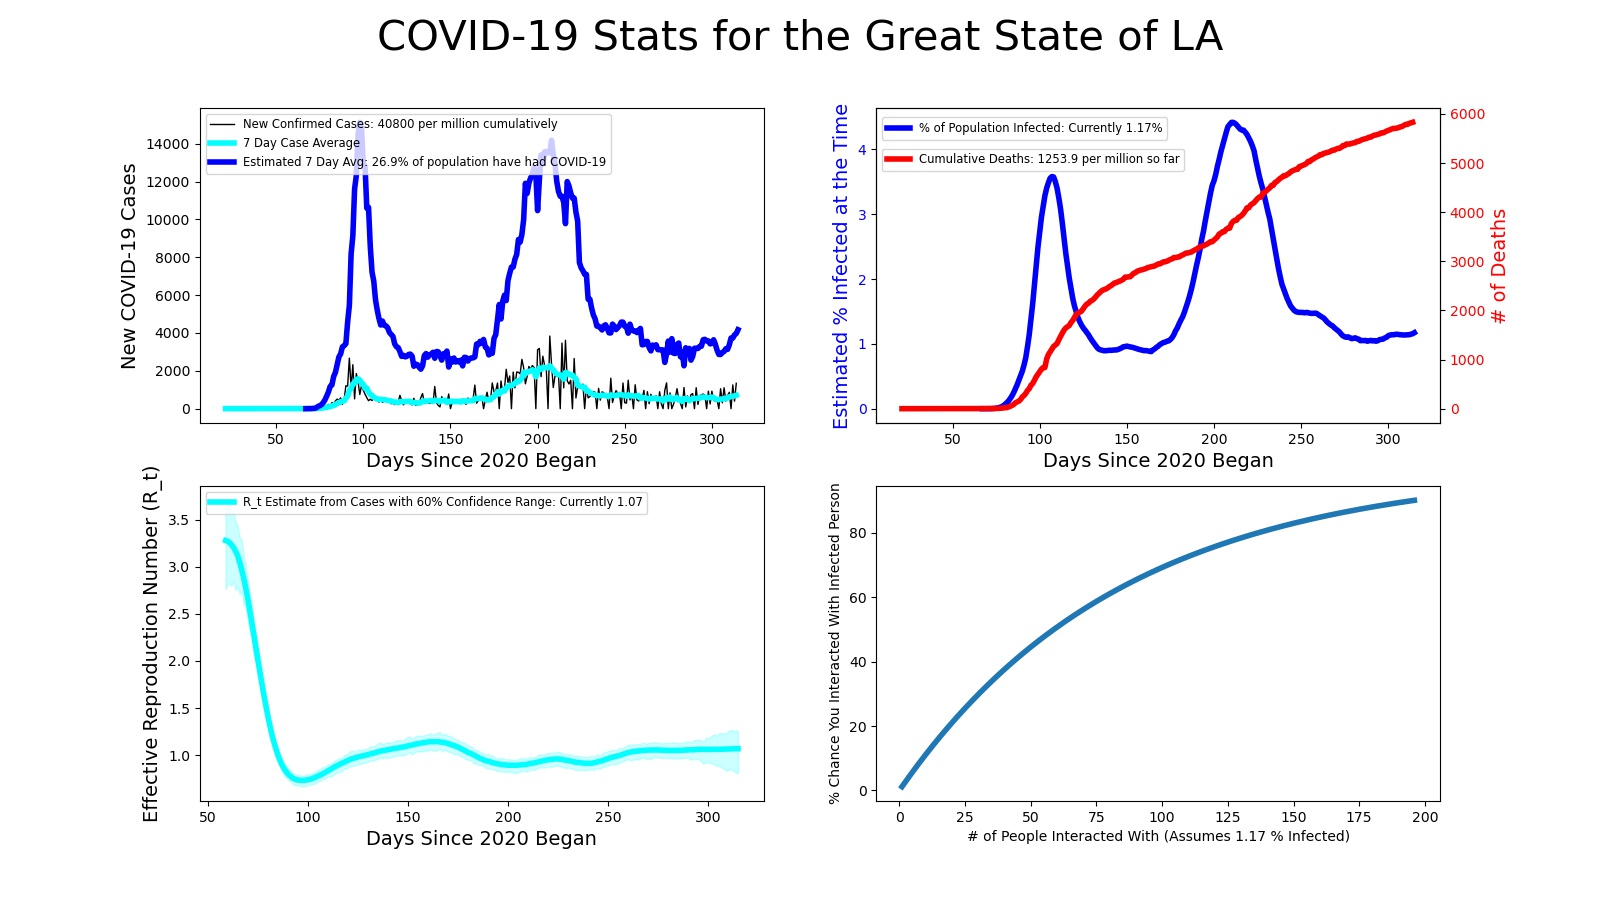 COVID-19 Stats for the Great State of LA
New COVID-19 Cases
14000
12000
10000
8000
6000
4000
2000
0
New Confirmed Cases: 40800 per million cumulatively
7 Day Case Average
Estimated 7 Day Avg: 26.9% of population have had COVID-19
50 100 150 200 250 300
Days Since 2020 Began
Estimated % Infected at the Time
4
3
2
1
0
% of Population Infected: Currently 1.17%
Cumulative Deaths: 1253.9 per million so far
6000
5000
4000
3000
2000
1000
0
# of Deaths
50 100 150 200 250 300
Days Since 2020 Began
Effective Reproduction Number (R_t)
3.5
3.0
2.5
2.0
1.5
1.0
R_t Estimate from Cases with 60% Confidence Range: Currently 1.07
50 100 150 200 250 300
Days Since 2020 Began
% Chance You Interacted With Infected Person
80
60
40
20
0
0 25 50 75 100 125 150 175 200
# of People Interacted With (Assumes 1.17 % Infected)